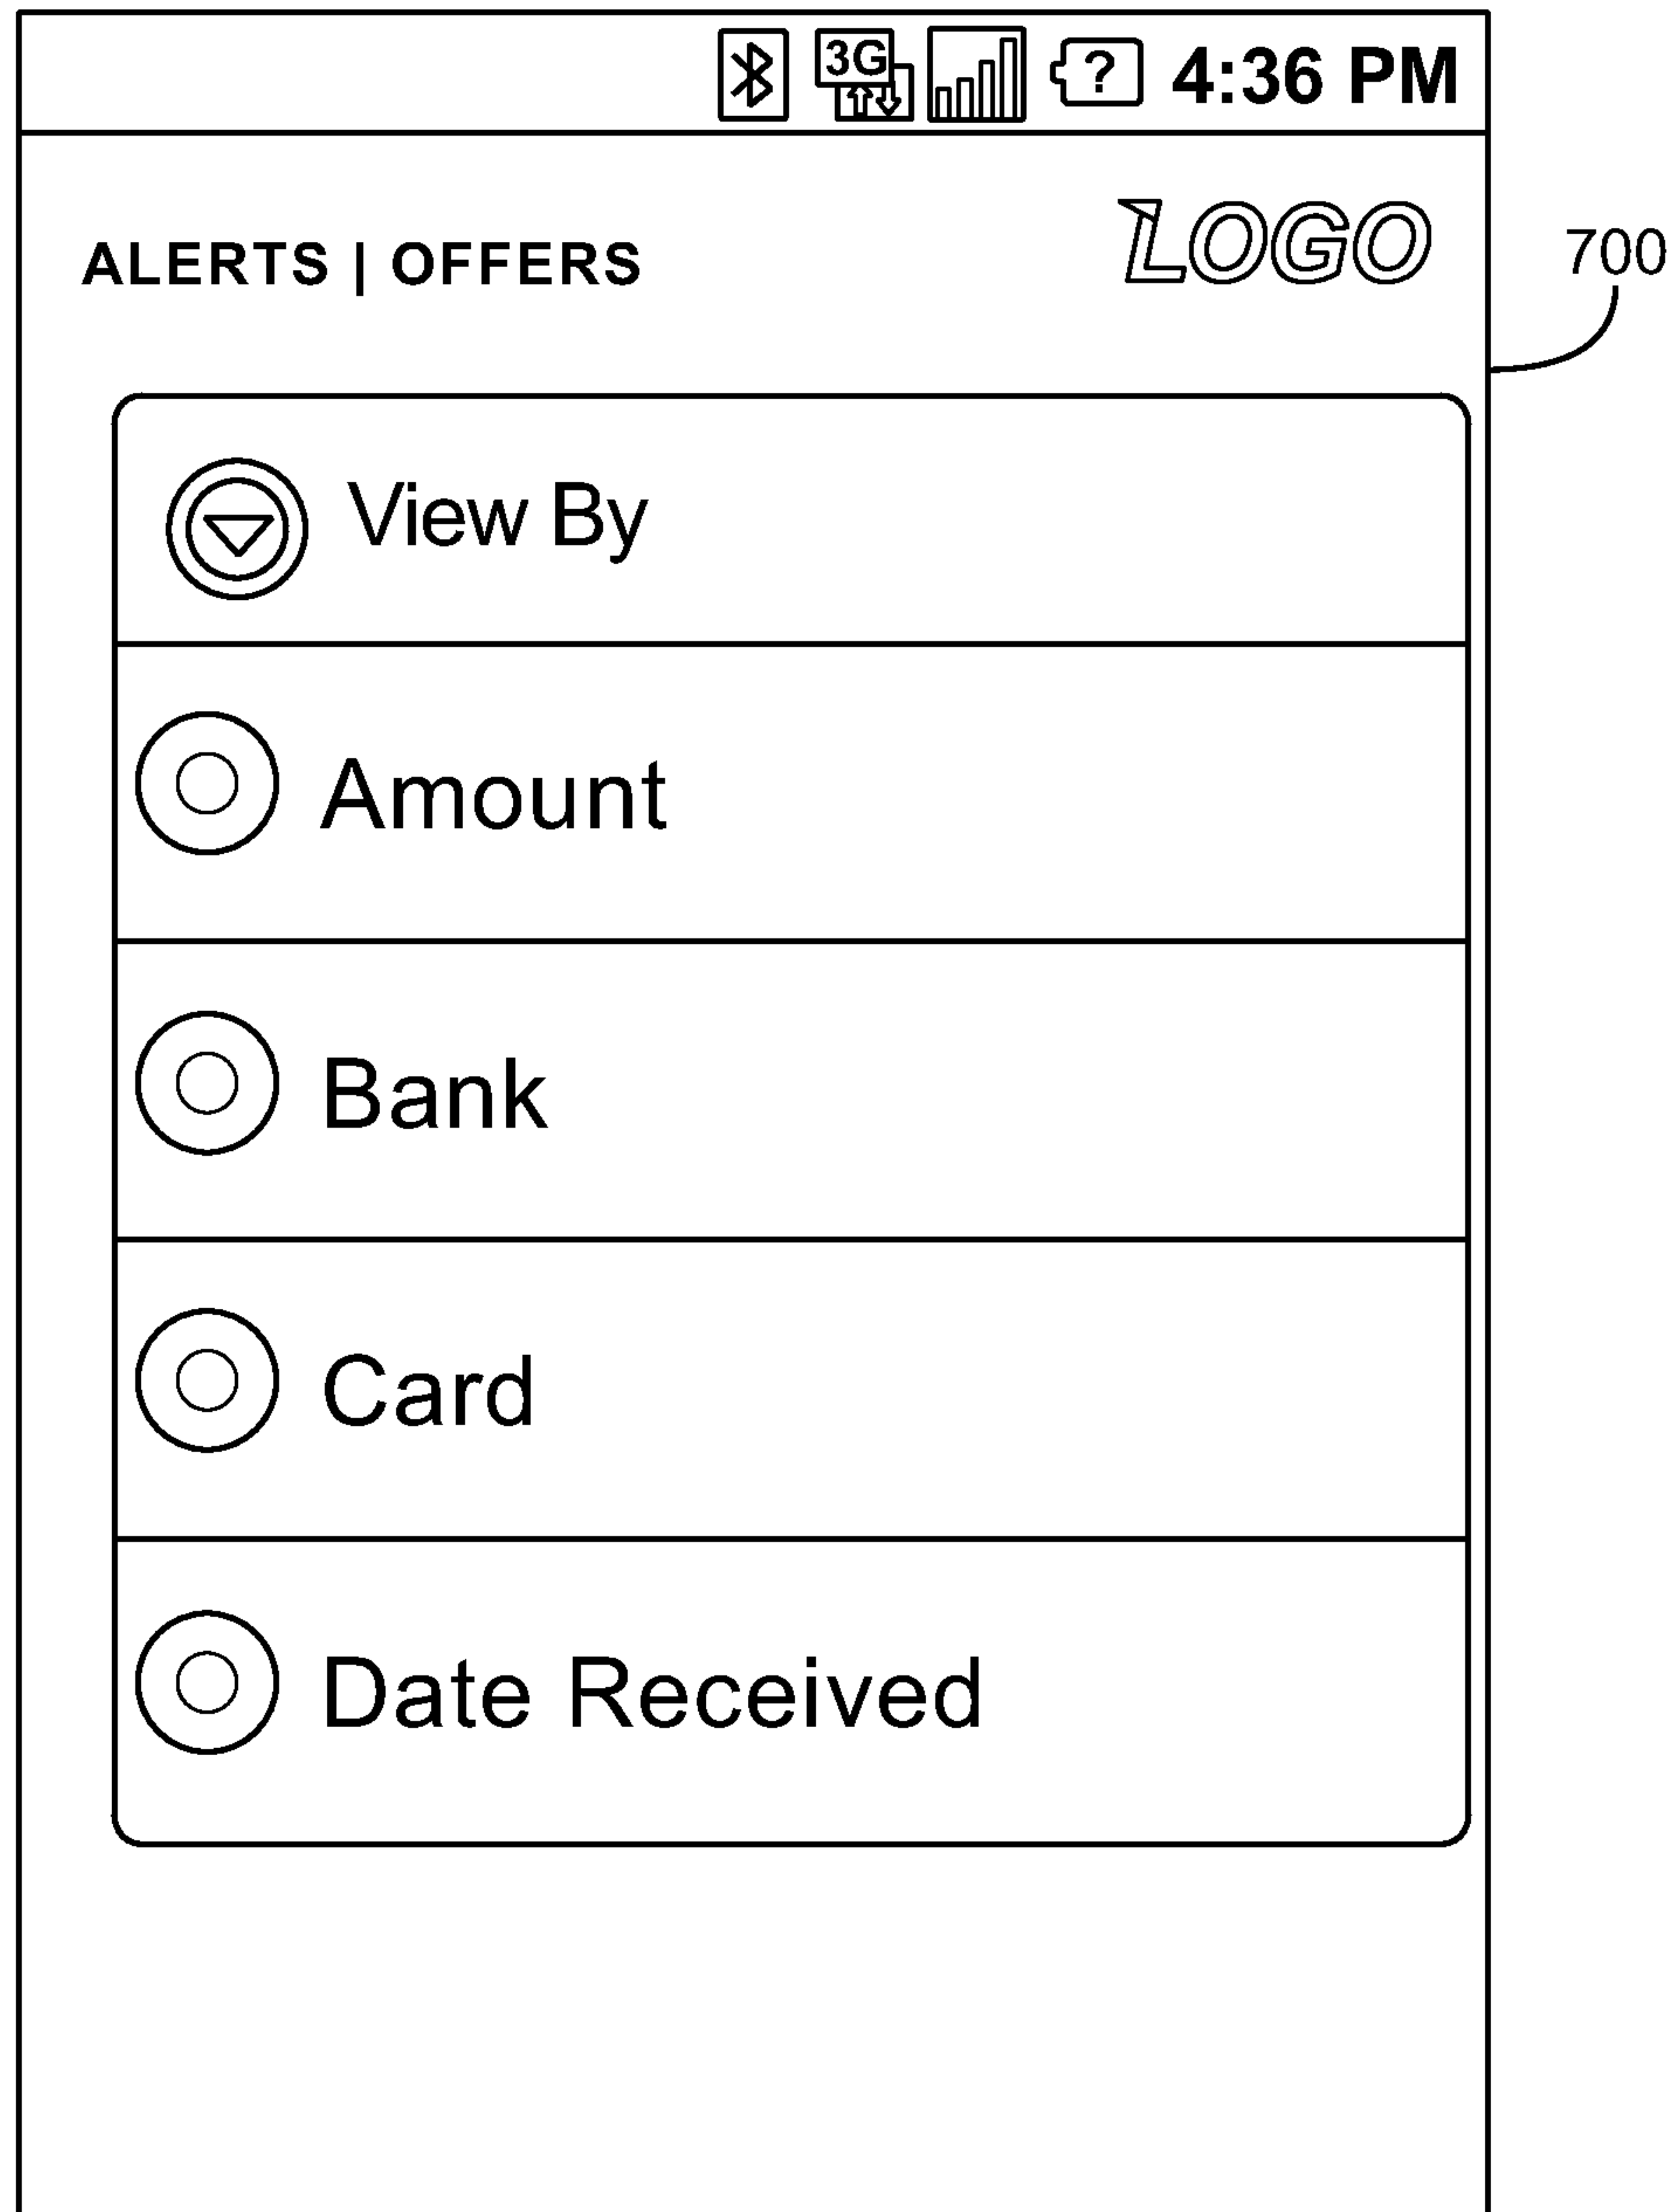 3G ? 4:36 PM
ALERTS | OFFERS LOGO
700
View By
Amount
Bank
Card
Date Received